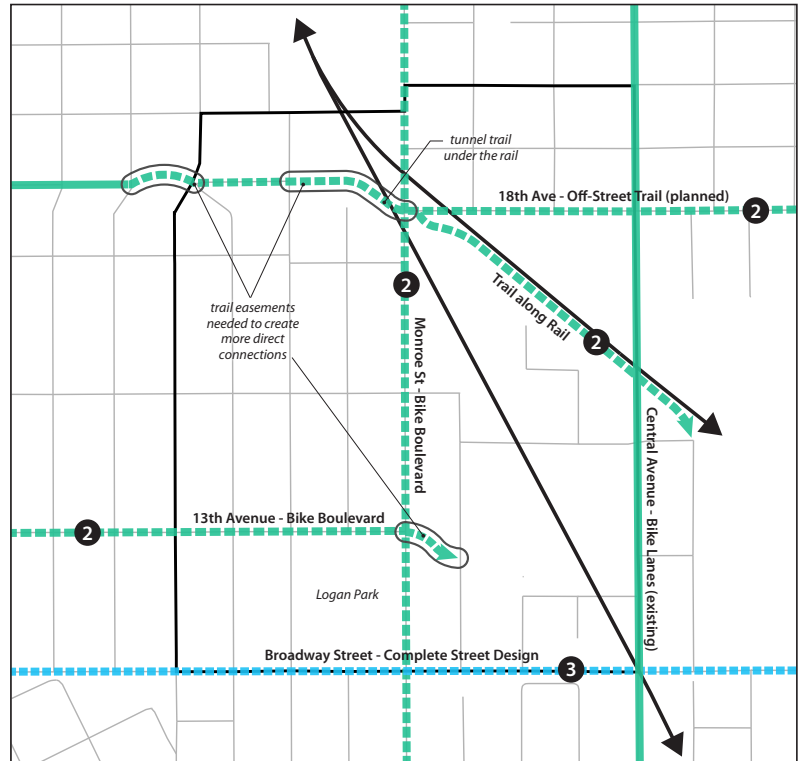 tunnel trail
under the rail
18th Ave - Off-Street Trail (planned)
2
2
trail easements
needed to create
more direct
connections
Trail along Rail
2
Monroe St - Bike Boulevard
Central Avenue - Bike Lanes (existing)
13th Avenue - Bike Boulevard
2
Logan Park
Broadway Street - Complete Street Design
3